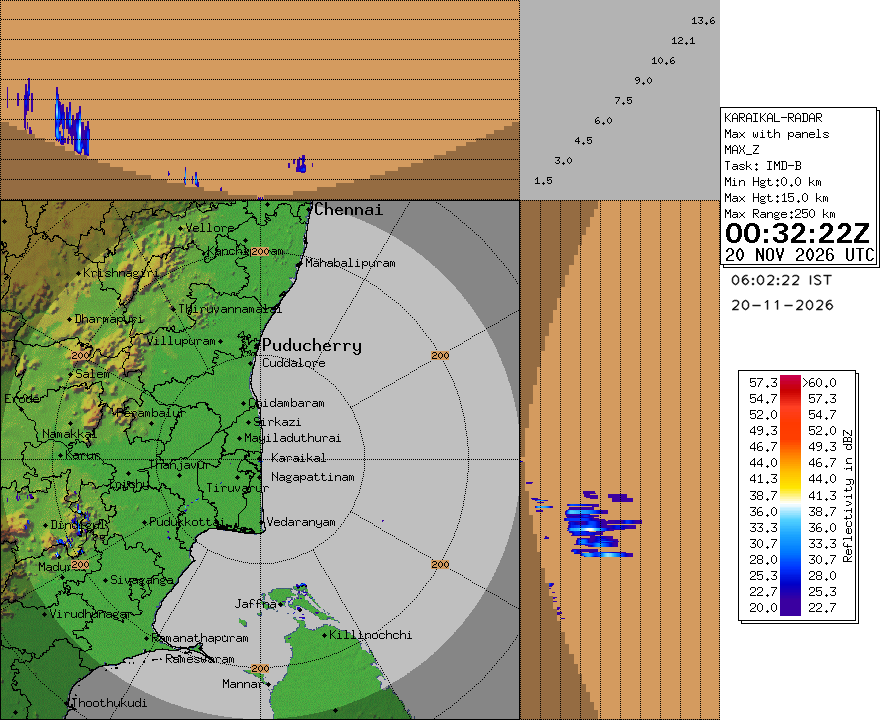 13.6
12.1
10.6
9.0
7.5
6.0
4.5
3.0
1.5
KARAIKAL-RADAR
Max with panels
MAX_Z
Task: IMD-B
Min Hgt:0.0 km
Max Hgt:15.0 km
Max Range:250 km
00:32:22Z
20 NOV 2026 UTC
06:02:22 IST
20-11-2026
Chennai
Vellore
200
Mahabalipuram
Krishnagiri
Thiruvannamalai
Dharmapuri
Villupuram
Puducherry
200
200
Cuddalore
Salem
Chidambaram
Perambalur
Sirkazi
Namakkal
Mayiladuthurai
Karur
Karaikal
Thanjavur
Nagapattinam
Tiruvarur
Pudukkottai
Vedaranyam
200
200
Sivaganga
Jaffna
Virudhunagar
Killinochchi
Ramanathapuram
Rameswaram
200
Mannar
Thoothukudi
57.3 >60.0
54.7 57.3
52.0 54.7
49.3 52.0
46.7 49.3
44.0 46.7
41.3 44.0
38.7 41.3
36.0 38.7
33.3 36.0
30.7 33.3
28.0 30.7
25.3 28.0
22.7 25.3
20.0 22.7
Reflectivity in dBZ